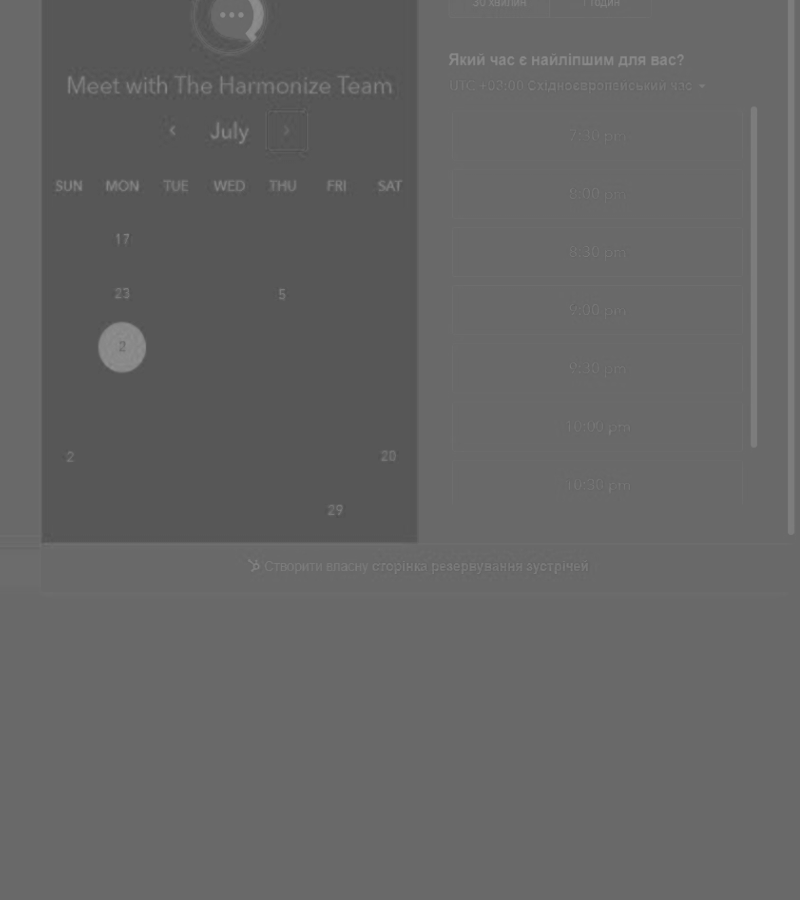 30 хвилин 1 годин
Meet with The Harmonize Team
July
SUN MON TUE WED THU FRI SAT
17
23 5
2
2 20
29
Який час є найліпшим для вас?
UTC +02:00 Східноєвропейський час
7:30 pm
8:00 pm
8:30 pm
9:00 pm
9:30 pm
10:00 pm
10:30 pm
Створити власну сторінка резервування зустрічей